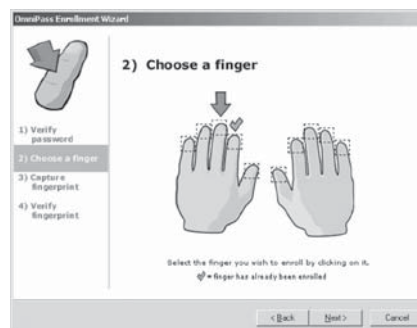 OmniPass Enrollment Wizard
2) Choose a finger
1) Verify
password
2) Choose a finger
3) Capture
fingerprint
4) Verify
fingerprint
Select the finger you wish to enroll by clicking on it.
= finger has already been enrolled
< Back
Next >
Cancel